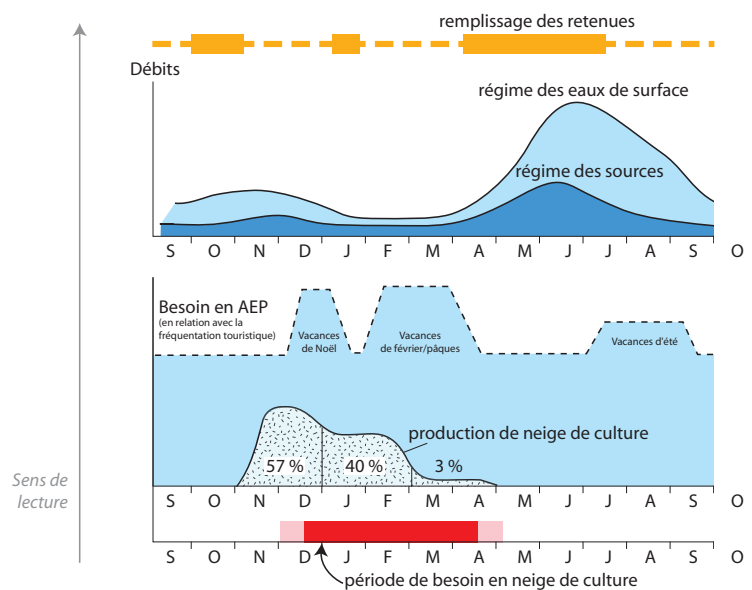 remplissage des retenues
Débits
régime des eaux de surface
régime des sources
S O N D J F M A J J A S O
Besoin en AEP
(en relation avec la
fréquentation touristique)
Vacances
de Noël
Vacances
de février/pâques
Vacances d'été
production de neige de culture
57 % 40 % 3 %
S O N D J F M A M J J A S O
Sens de
lecture
S O N D J F M A M J J A S O
période de besoin en neige de culture